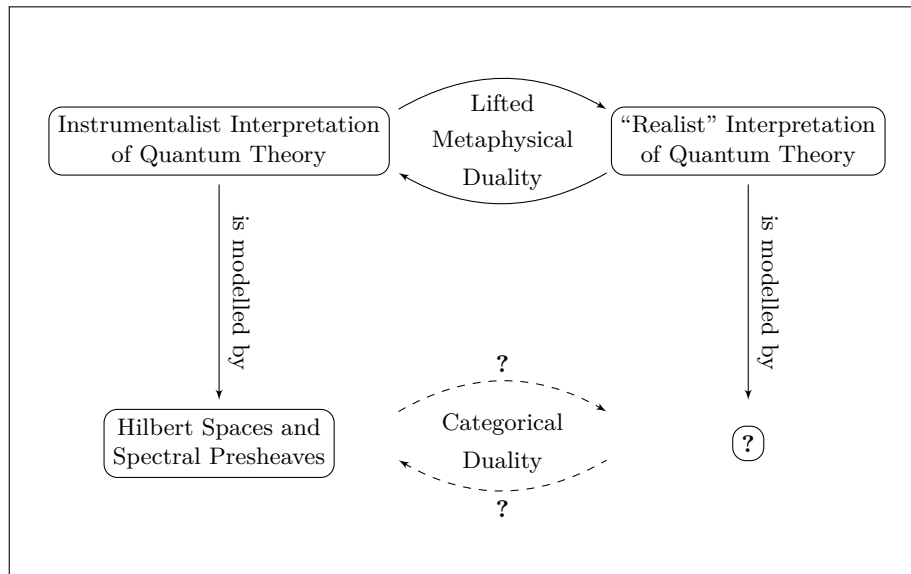 Instrumentalist Interpretation
of Quantum Theory
Lifted
Metaphysical
Duality
“Realist” Interpretation
of Quantum Theory
is modelled by
is modelled by
?
Hilbert Spaces and
Spectral Presheaves
Categorical
Duality
?
?